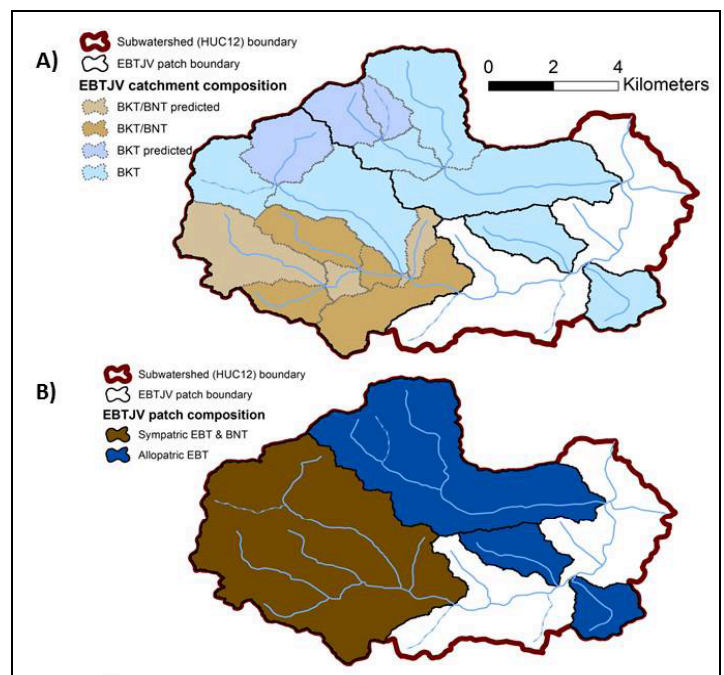 A)
Subwatershed (HUC12) boundary
EBTJV patch boundary
EBTJV catchment composition
BKT/BNT predicted
BKT/BNT
BKT predicted
BKT
0 2 4
Kilometers
B)
Subwatershed (HUC12) boundary
EBTJV patch boundary
EBTJV patch composition
Sympatric EBT & BNT
Allopatric EBT